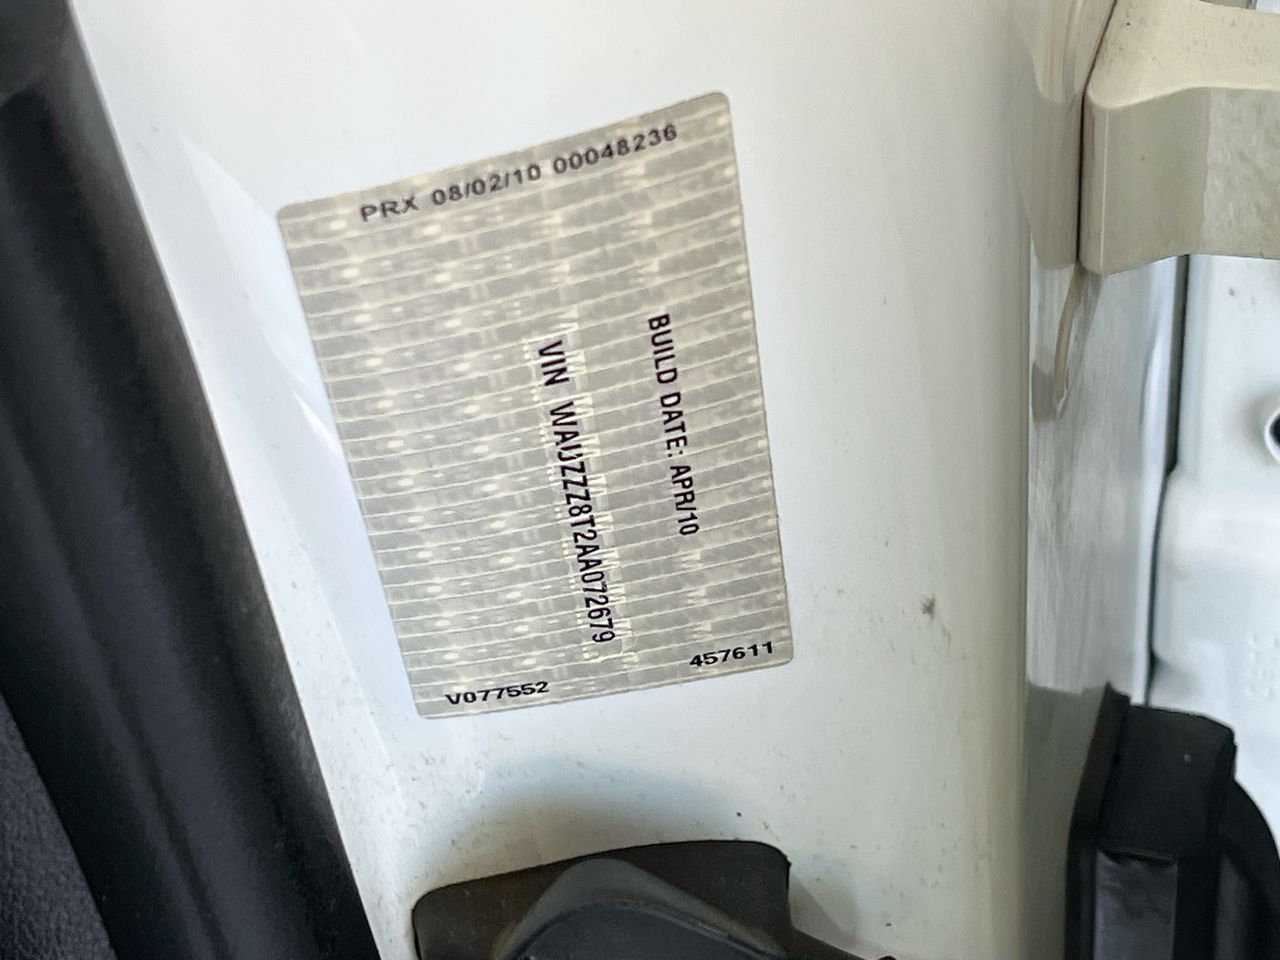 PRX 08/02/10 00048236
BUILD DATE: APR/10
VIN WAUZZZ8T2AA072679
V077552
457611